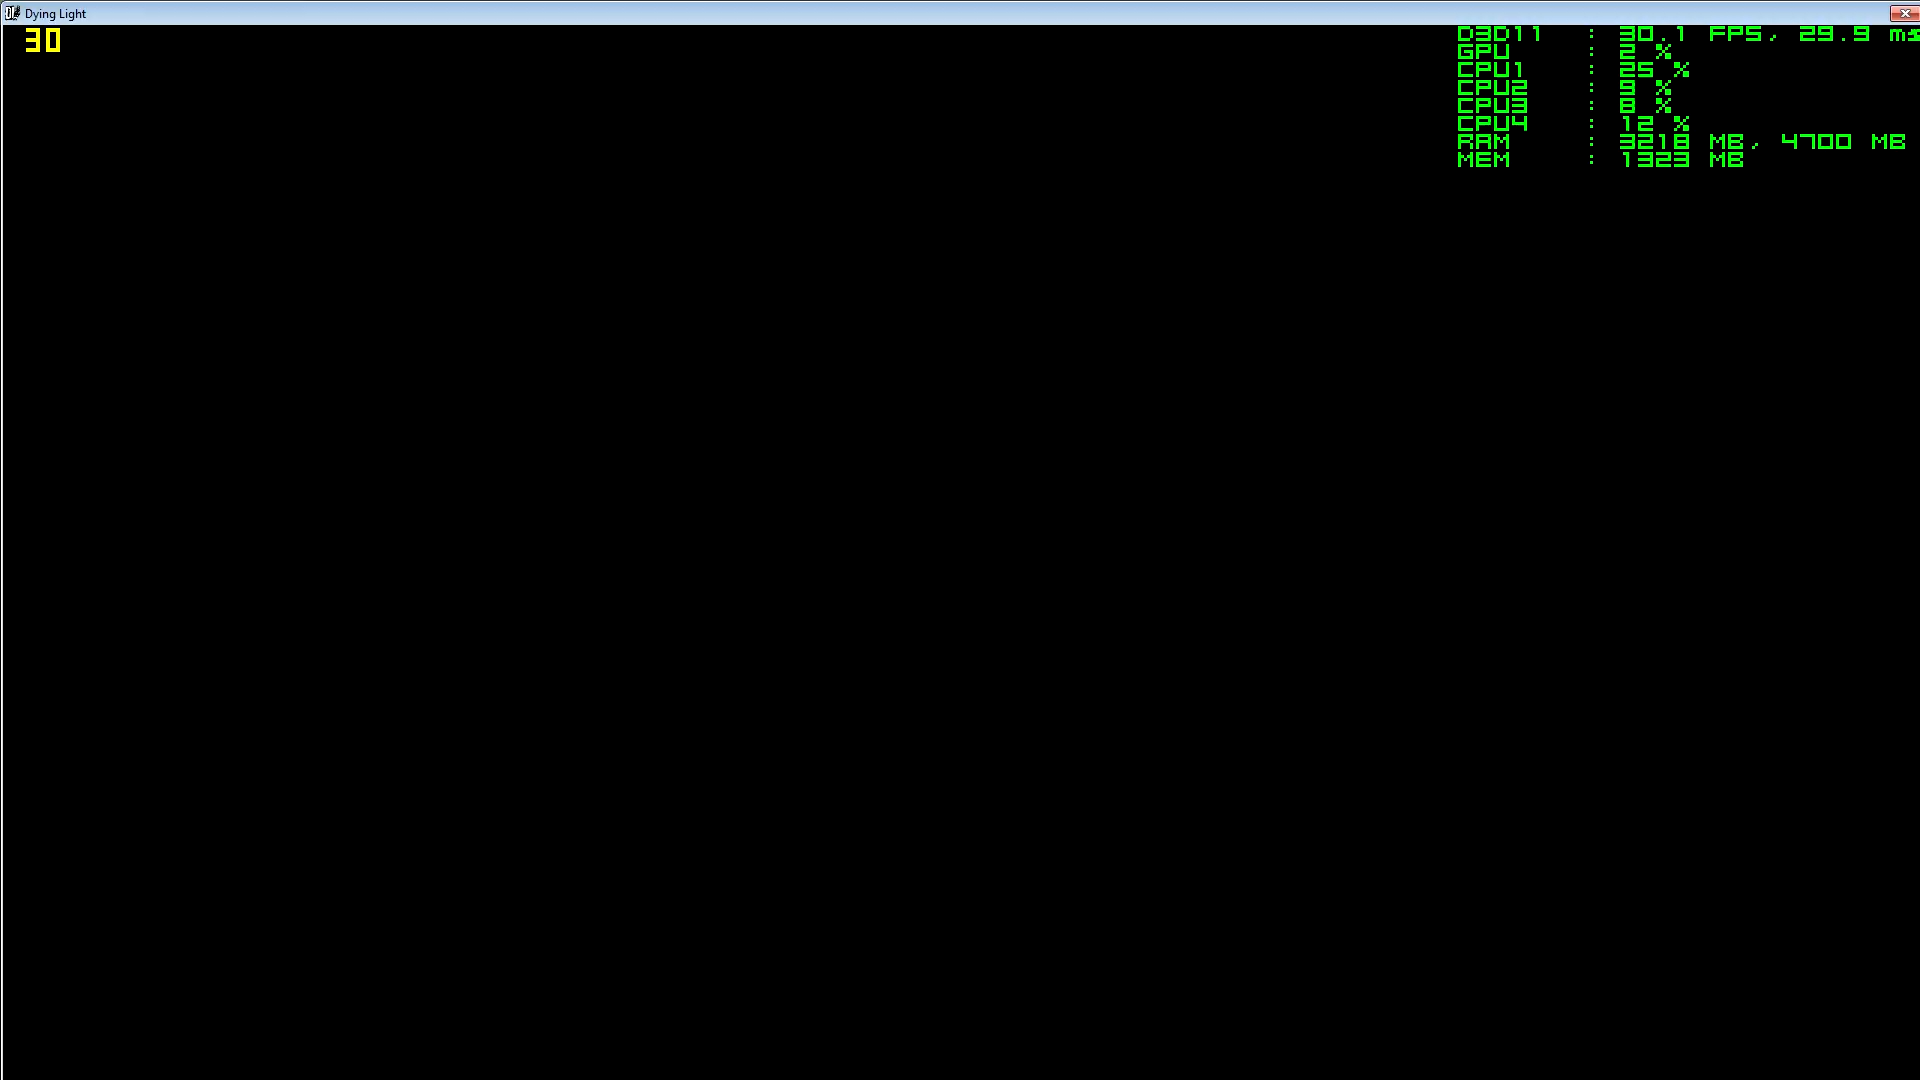 Dying Light
30
D3D11 : 30.1 FPS, 29.9 ms
GPU : 2 %
CPU1 : 25 %
CPU2 : 9 %
CPU3 : 8 %
CPU4 : 12 %
RAM : 3218 MB, 4700 MB
MEM : 1323 MB